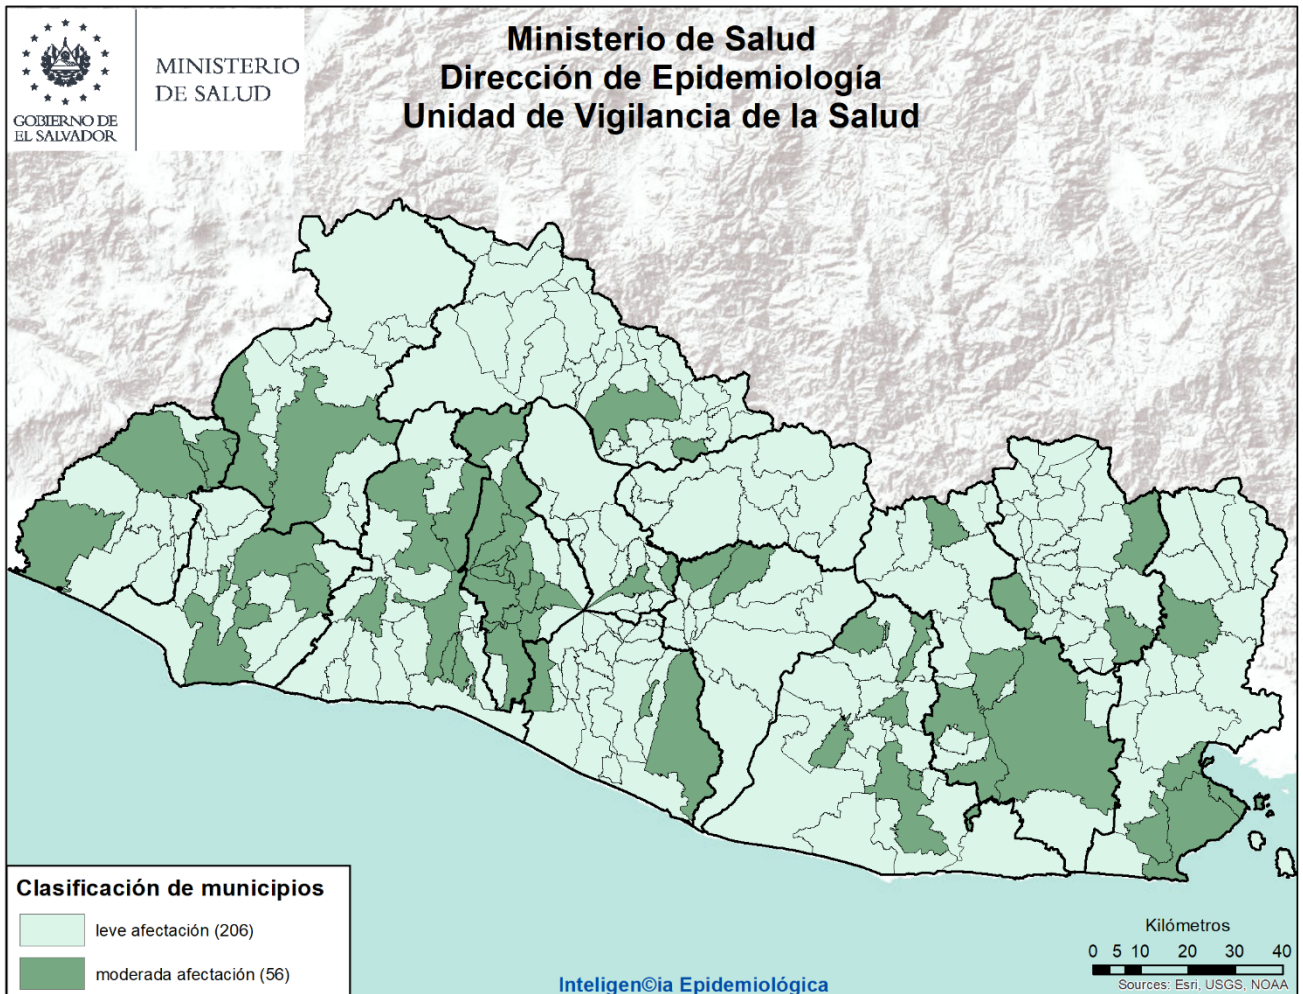 Ministerio de Salud
Dirección de Epidemiología
Unidad de Vigilancia de la Salud
MINISTERIO
DE SALUD
GOBIERNO DE
EL SALVADOR
Clasificación de municipios
leve afectación (206)
moderada afectación (56)
Inteligen©ia Epidemiológica
Kilómetros
0 5 10 20 30 40
Sources: Esri, USGS, NOAA